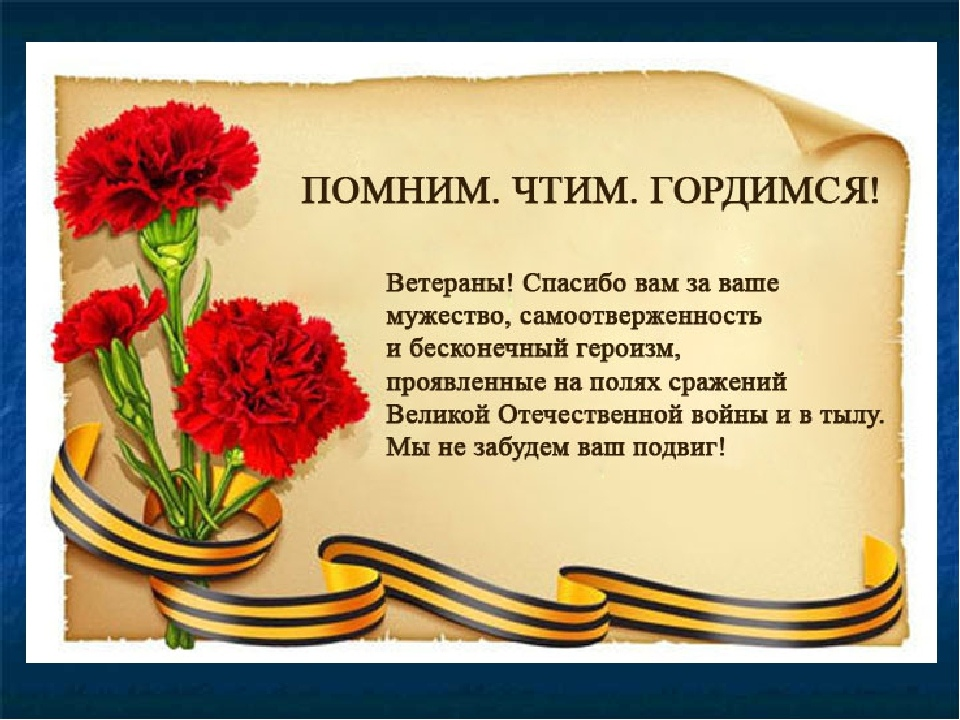 ПОМНИМ. ЧТИМ. ГОРДИМСЯ!
Ветераны! Спасибо вам за ваше
мужество, самоотверженность
и бесконечный героизм,
проявленные на полях сражений
Великой Отечественной войны и в тылу.
Мы не забудем ваш подвиг!